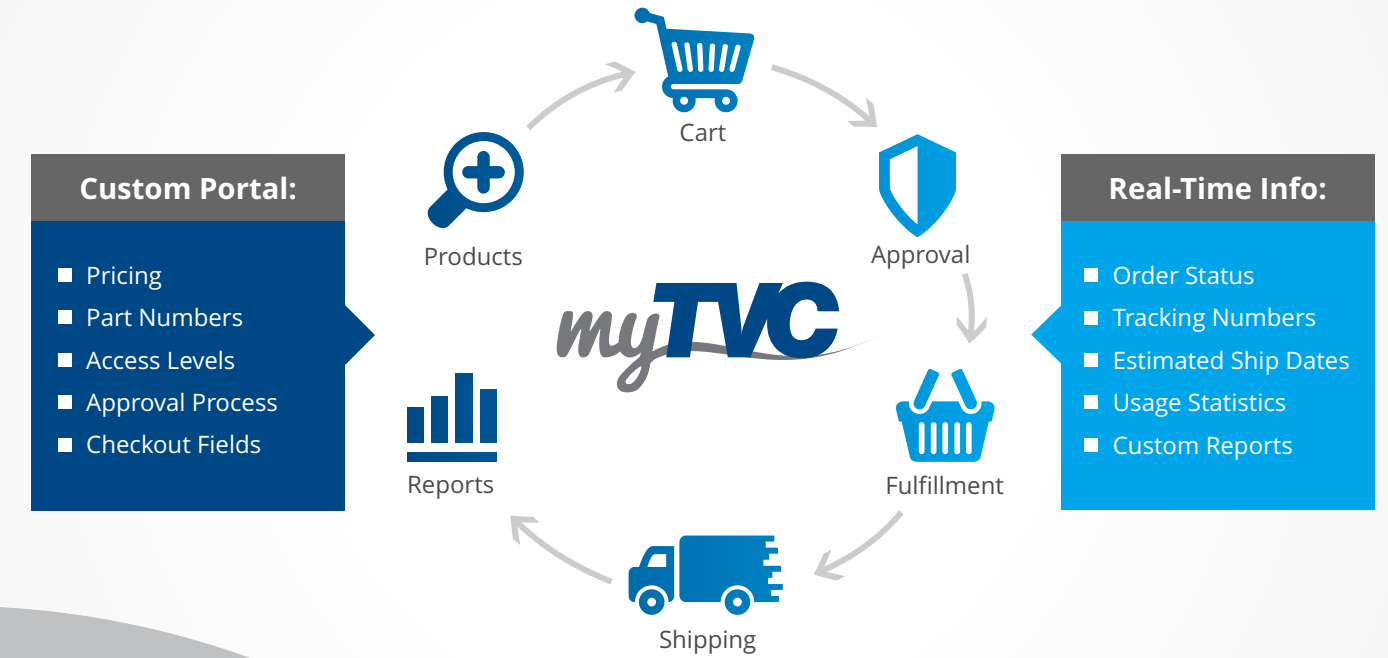 Cart
Custom Portal:
Pricing
Part Numbers
Access Levels
Approval Process
Checkout Fields
Products
Approval
myTVC
Reports
Fulfillment
Shipping
Real-Time Info:
Order Status
Tracking Numbers
Estimated Ship Dates
Usage Statistics
Custom Reports